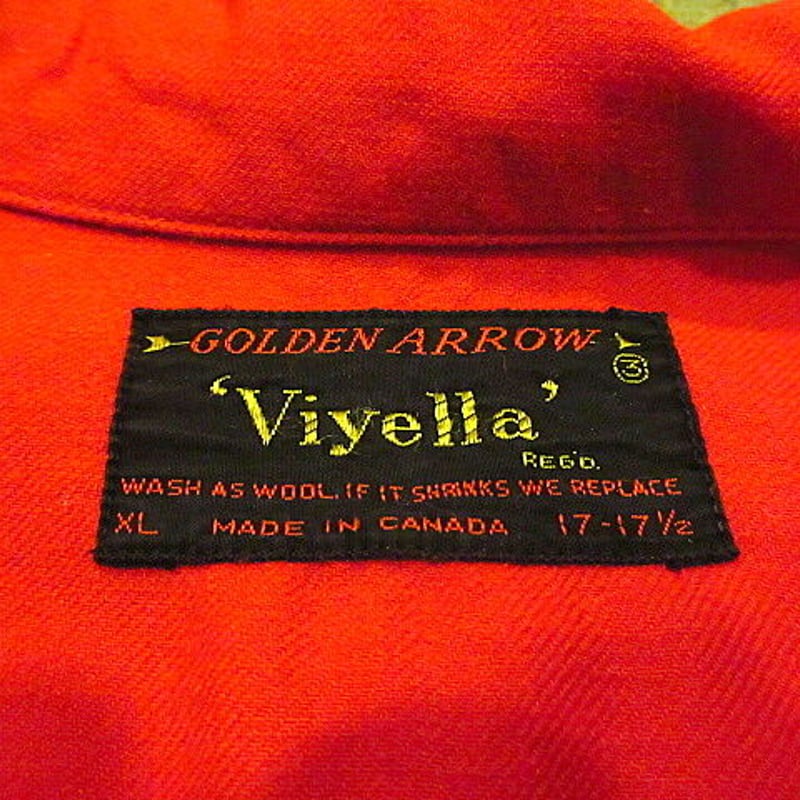 GOLDEN ARROW
3
'Viyella'
REG'D.
WASH AS WOOL. IF IT SHRINKS WE REPLACE
XL MADE IN CANADA 17-17½